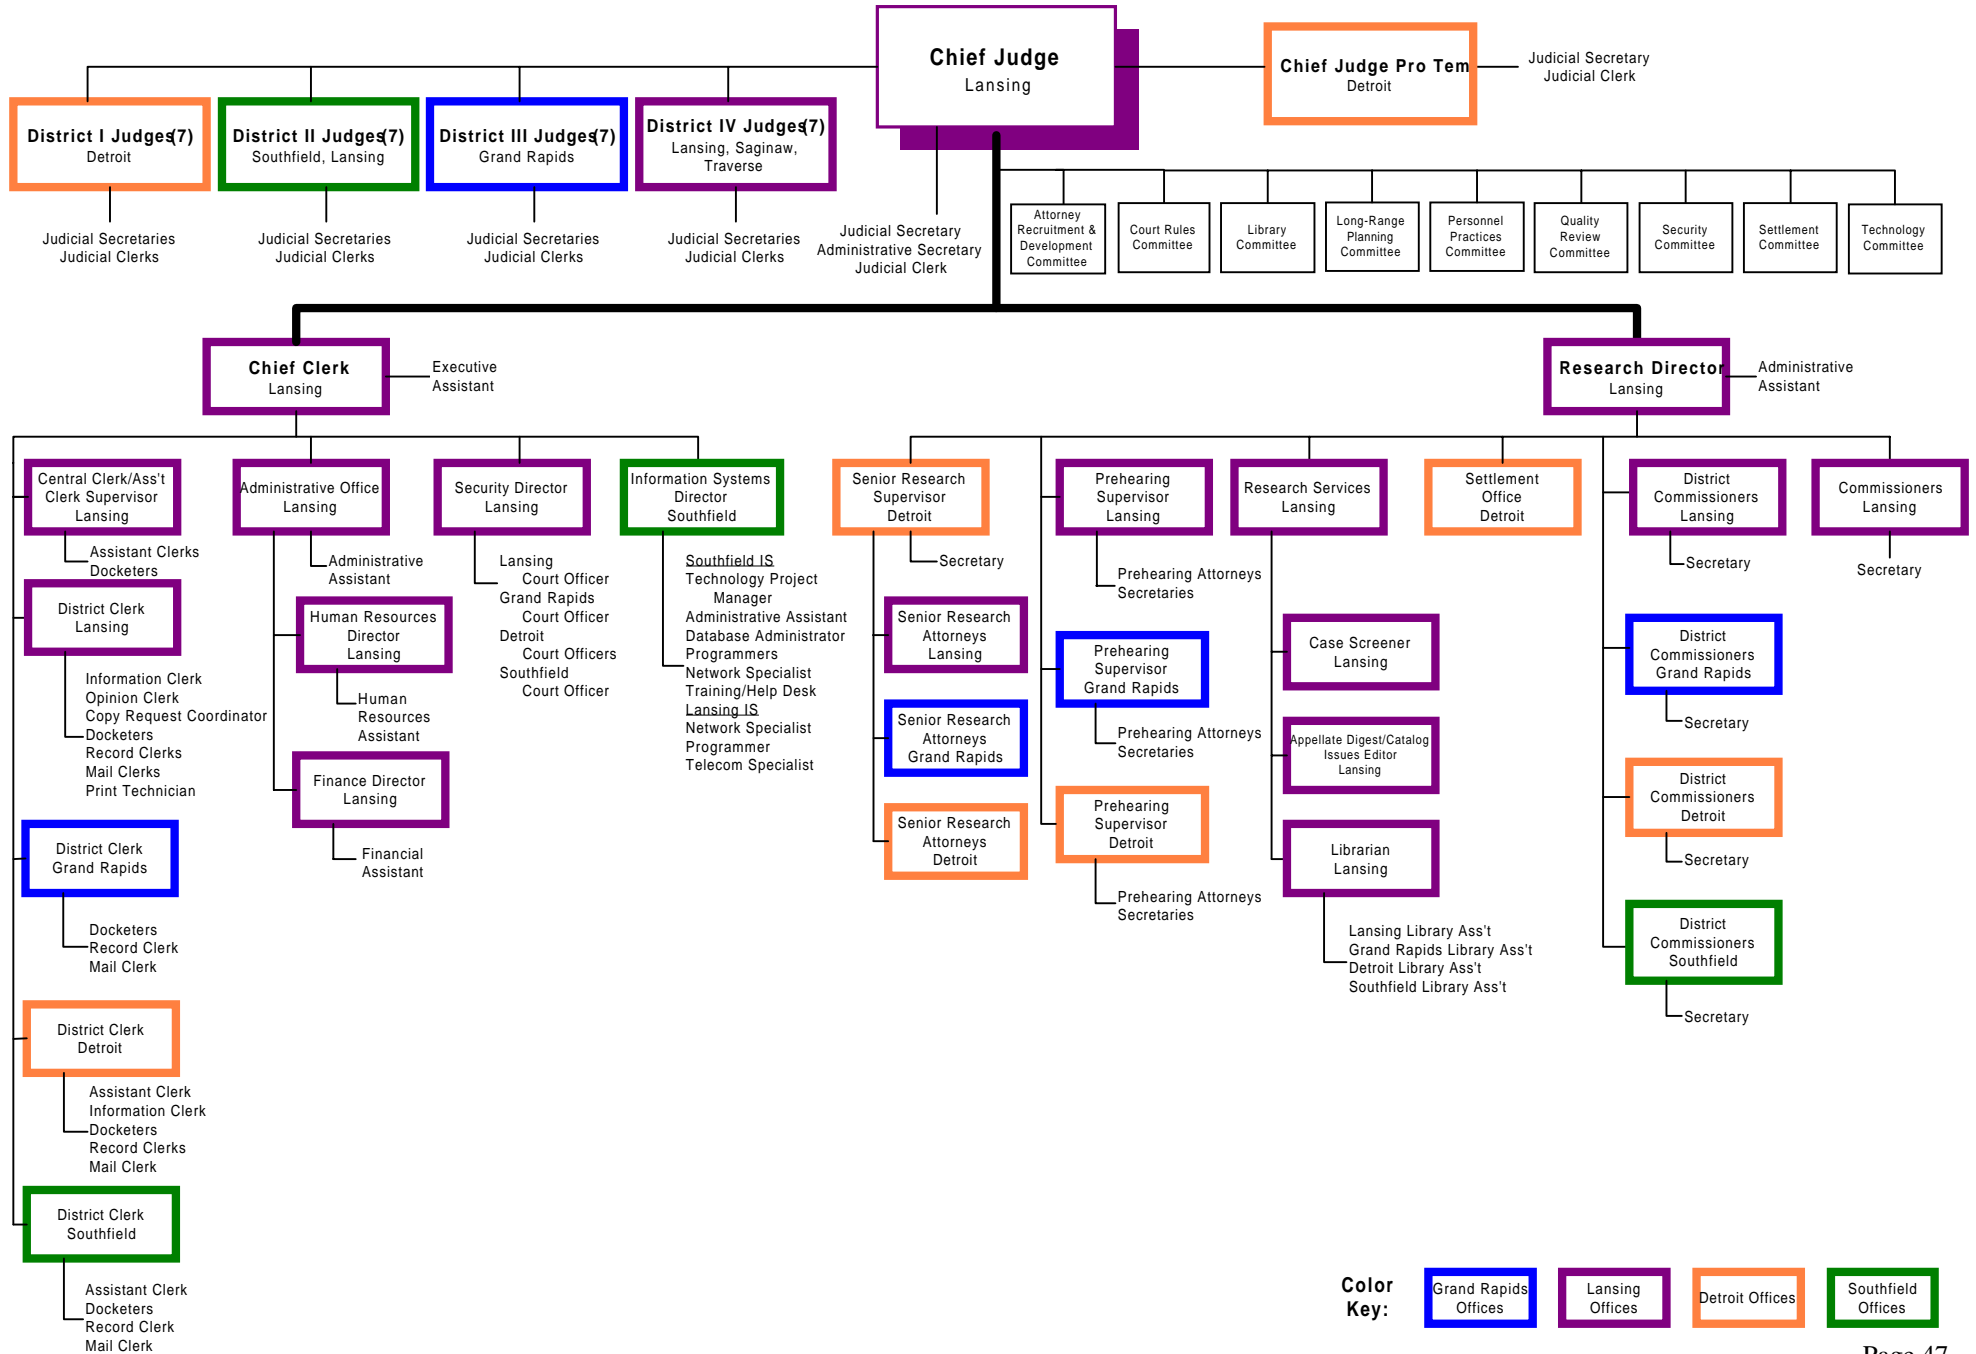 Chief Judge
Lansing
Chief Judge Pro Tem
Detroit
Judicial Secretary
Judicial Clerk
District I Judges(7)
Detroit
District II Judges(7)
Southfield, Lansing
District III Judges(7)
Grand Rapids
District IV Judges(7)
Lansing, Saginaw,
Traverse
Judicial Secretaries
Judicial Clerks
Judicial Secretaries
Judicial Clerks
Judicial Secretaries
Judicial Clerks
Judicial Secretaries
Judicial Clerks
Judicial Secretary
Administrative Secretary
Judicial Clerk
Attorney
Recruitment &
Development
Committee
Court Rules
Committee
Library
Committee
Long-Range
Planning
Committee
Personnel
Practices
Committee
Quality
Review
Committee
Security
Committee
Settlement
Committee
Technology
Committee
Chief Clerk
Lansing
Executive
Assistant
Research Director
Lansing
Administrative
Assistant
Central Clerk/Ass't
Clerk Supervisor
Lansing
Assistant Clerks
Docketers
District Clerk
Lansing
Information Clerk
Opinion Clerk
Copy Request Coordinator
Docketers
Record Clerks
Mail Clerks
Print Technician
District Clerk
Grand Rapids
Docketers
Record Clerk
Mail Clerk
District Clerk
Detroit
Assistant Clerk
Information Clerk
Docketers
Record Clerks
Mail Clerk
District Clerk
Southfield
Assistant Clerk
Docketers
Record Clerk
Mail Clerk
Administrative Office
Lansing
Administrative
Assistant
Human Resources
Director
Lansing
Human
Resources
Assistant
Finance Director
Lansing
Financial
Assistant
Security Director
Lansing
Lansing
Court Officer
Grand Rapids
Court Officer
Detroit
Court Officers
Southfield
Court Officer
Information Systems
Director
Southfield
Southfield IS
Technology Project
Manager
Administrative Assistant
Database Administrator
Programmers
Network Specialist
Training/Help Desk
Lansing IS
Network Specialist
Programmer
Telecom Specialist
Senior Research
Supervisor
Detroit
Secretary
Senior Research
Attorneys
Lansing
Senior Research
Attorneys
Grand Rapids
Senior Research
Attorneys
Detroit
Prehearing
Supervisor
Lansing
Prehearing Attorneys
Secretaries
Prehearing
Supervisor
Grand Rapids
Prehearing Attorneys
Secretaries
Prehearing
Supervisor
Detroit
Prehearing Attorneys
Secretaries
Research Services
Lansing
Case Screener
Lansing
Appellate Digest/Catalog
Issues Editor
Lansing
Librarian
Lansing
Lansing Library Ass't
Grand Rapids Library Ass't
Detroit Library Ass't
Southfield Library Ass't
Settlement
Office
Detroit
District
Commissioners
Lansing
Secretary
District
Commissioners
Grand Rapids
Secretary
District
Commissioners
Detroit
Secretary
District
Commissioners
Southfield
Secretary
Commissioners
Lansing
Secretary
Color
Key:
Grand Rapids
Offices
Lansing
Offices
Detroit Offices
Southfield
Offices
Page 47